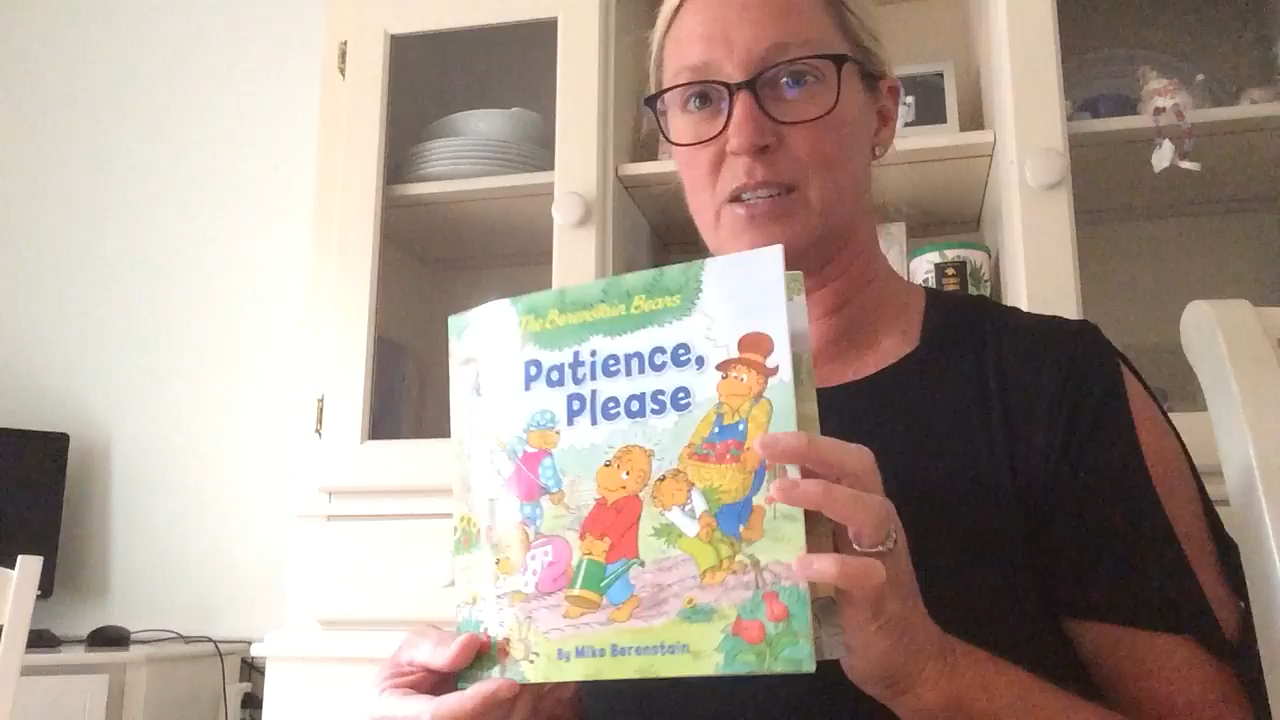 The Berenstain Bears
Patience,
Please
By Mike Berenstain